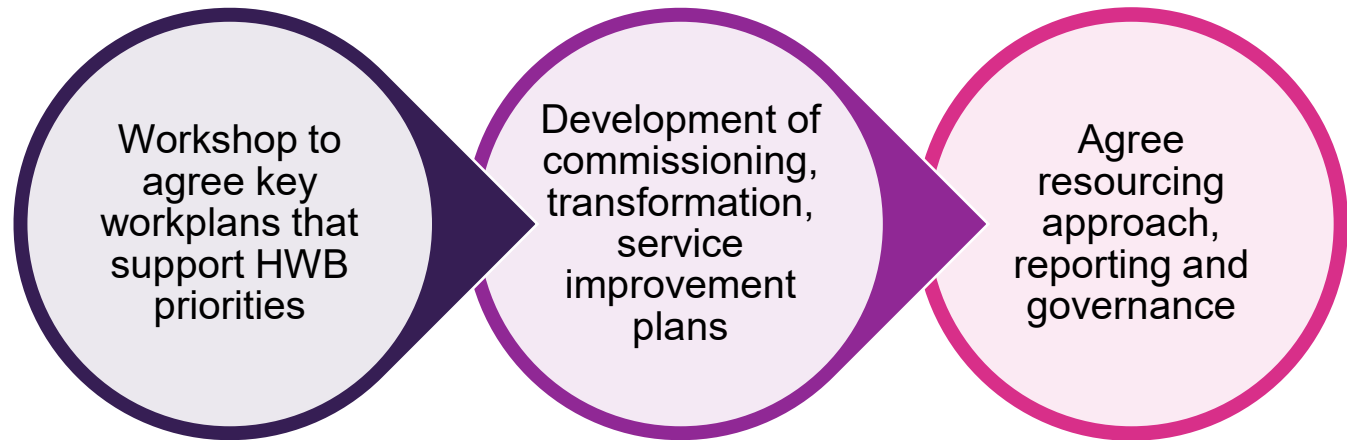 Workshop to
agree key
workplans that
support HWB
priorities
Development of
commissioning,
transformation,
service
improvement
plans
Agree
resourcing
approach,
reporting and
governance